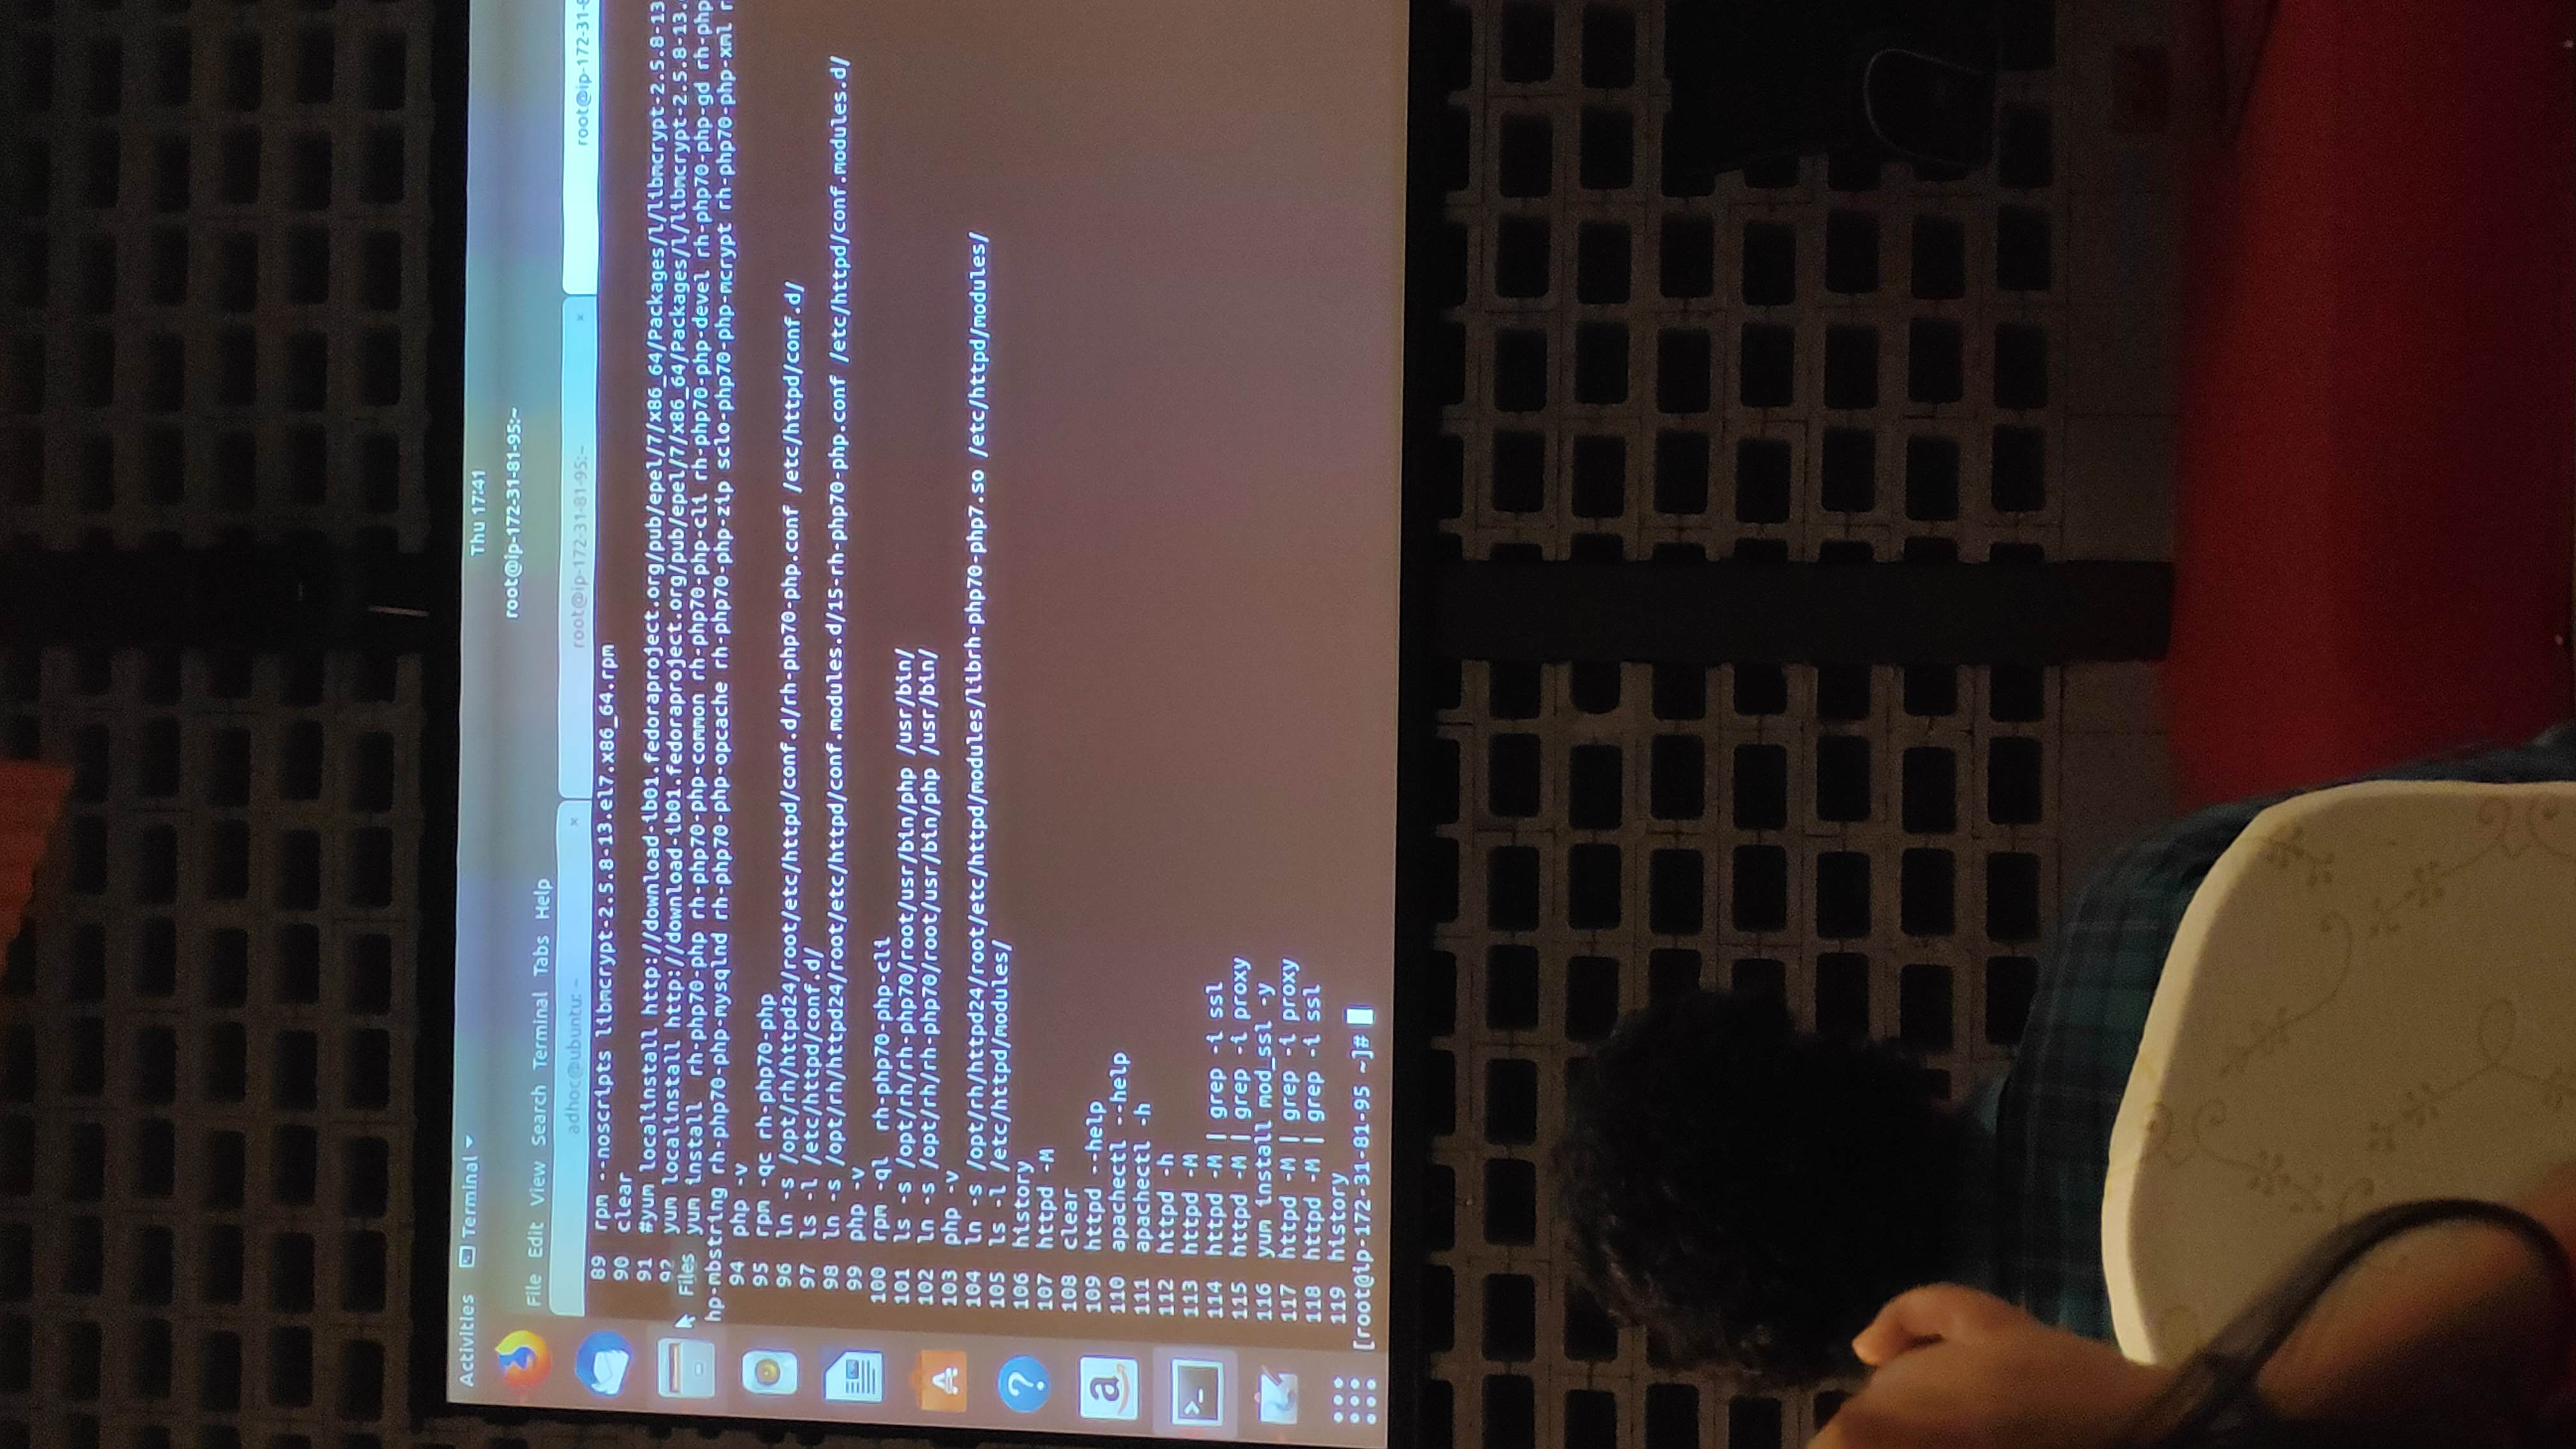 Activities Terminal
Thu 17:41
root@ip-172-31-81-95:~
File Edit View Search Terminal Tabs Help
adhoc@ubuntu: ~ × root@ip-172-31-81-95:~ × root@ip-172-31-8
89 rpm --noscripts libmcrypt-2.5.8-13.el7.x86_64.rpm
90 clear
91 #yum localinstall http://download-ib01.fedoraproject.org/pub/epel/7/x86_64/Packages/l/libmcrypt-2.5.8-13
92 yum localinstall http://download-ib01.fedoraproject.org/pub/epel/7/x86_64/Packages/l/libmcrypt-2.5.8-13.
Files yum install rh-php70-php rh-php70-php-common rh-php70-php-cli rh-php70-php-devel rh-php70-php-gd rh-php
hp-mbstring rh-php70-php-mysqlnd rh-php70-php-opcache rh-php70-php-zip sclo-php70-php-mcrypt rh-php70-php-xml r
94 php -v
95 rpm -qc rh-php70-php
96 ln -s /opt/rh/httpd24/root/etc/httpd/conf.d/rh-php70-php.conf /etc/httpd/conf.d/
97 ls -l /etc/httpd/conf.d/
98 ln -s /opt/rh/httpd24/root/etc/httpd/conf.modules.d/15-rh-php70-php.conf /etc/httpd/conf.modules.d/
99 php -v
100 rpm -ql rh-php70-php-cli
101 ls -s /opt/rh/rh-php70/root/usr/bin/php /usr/bin/
102 ln -s /opt/rh/rh-php70/root/usr/bin/php /usr/bin/
103 php -v
104 ln -s /opt/rh/httpd24/root/etc/httpd/modules/librh-php70-php7.so /etc/httpd/modules/
105 ls -l /etc/httpd/modules/
106 history
107 httpd -M
108 clear
109 httpd --help
110 apachectl --help
111 apachectl -h
112 httpd -h
113 httpd -M
114 httpd -M | grep -i ssl
115 httpd -M | grep -i proxy
116 yum install mod_ssl -y
117 httpd -M | grep -i proxy
118 httpd -M | grep -i ssl
119 history
[root@ip-172-31-81-95 ~]#